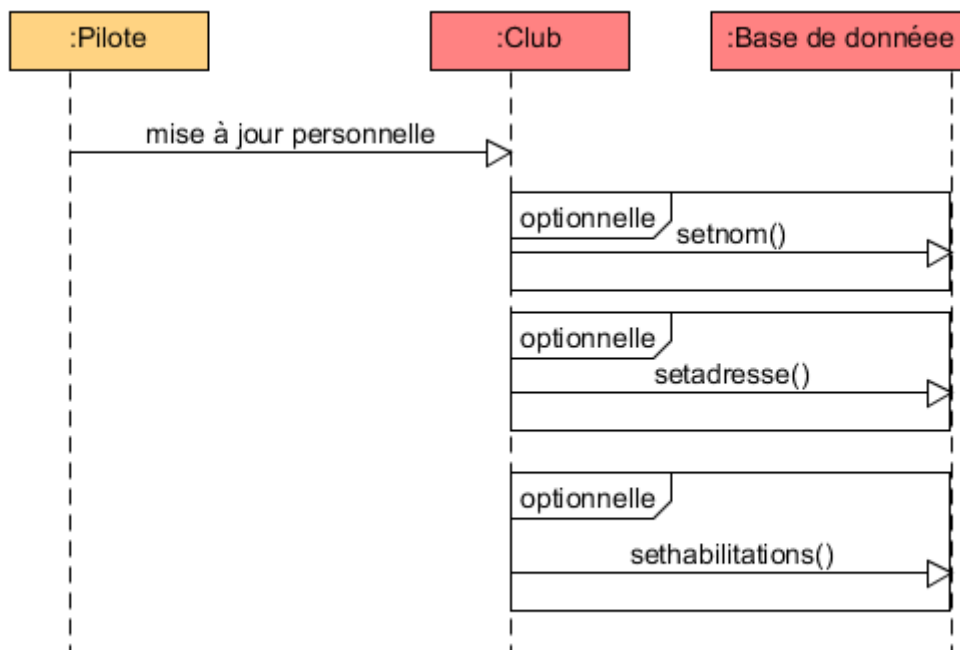 :Pilote
:Club
:Base de donnéee
mise à jour personnelle
optionnelle
setnom()
optionnelle
setadresse()
optionnelle
sethabilitations()